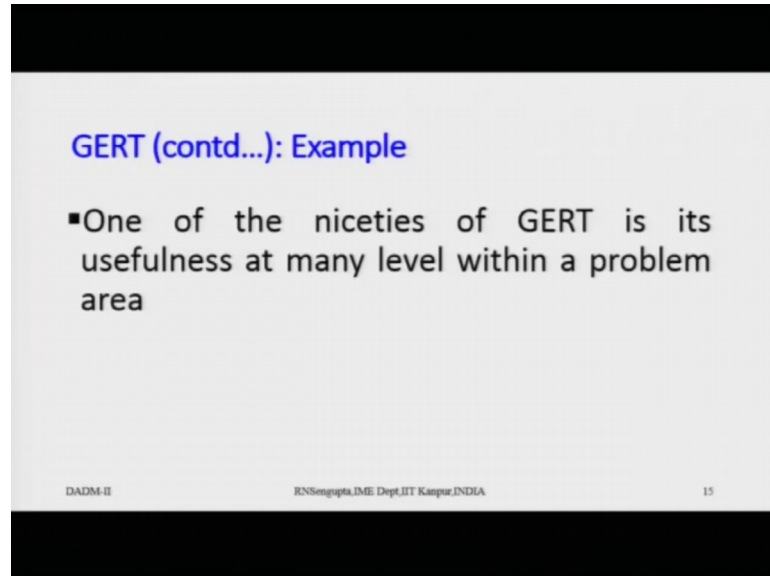 GERT (contd...): Example
▪One of the niceties of GERT is its
usefulness at many level within a problem
area
DADM-II
RNSengupta,IME Dept,IIT Kanpur,INDIA
15